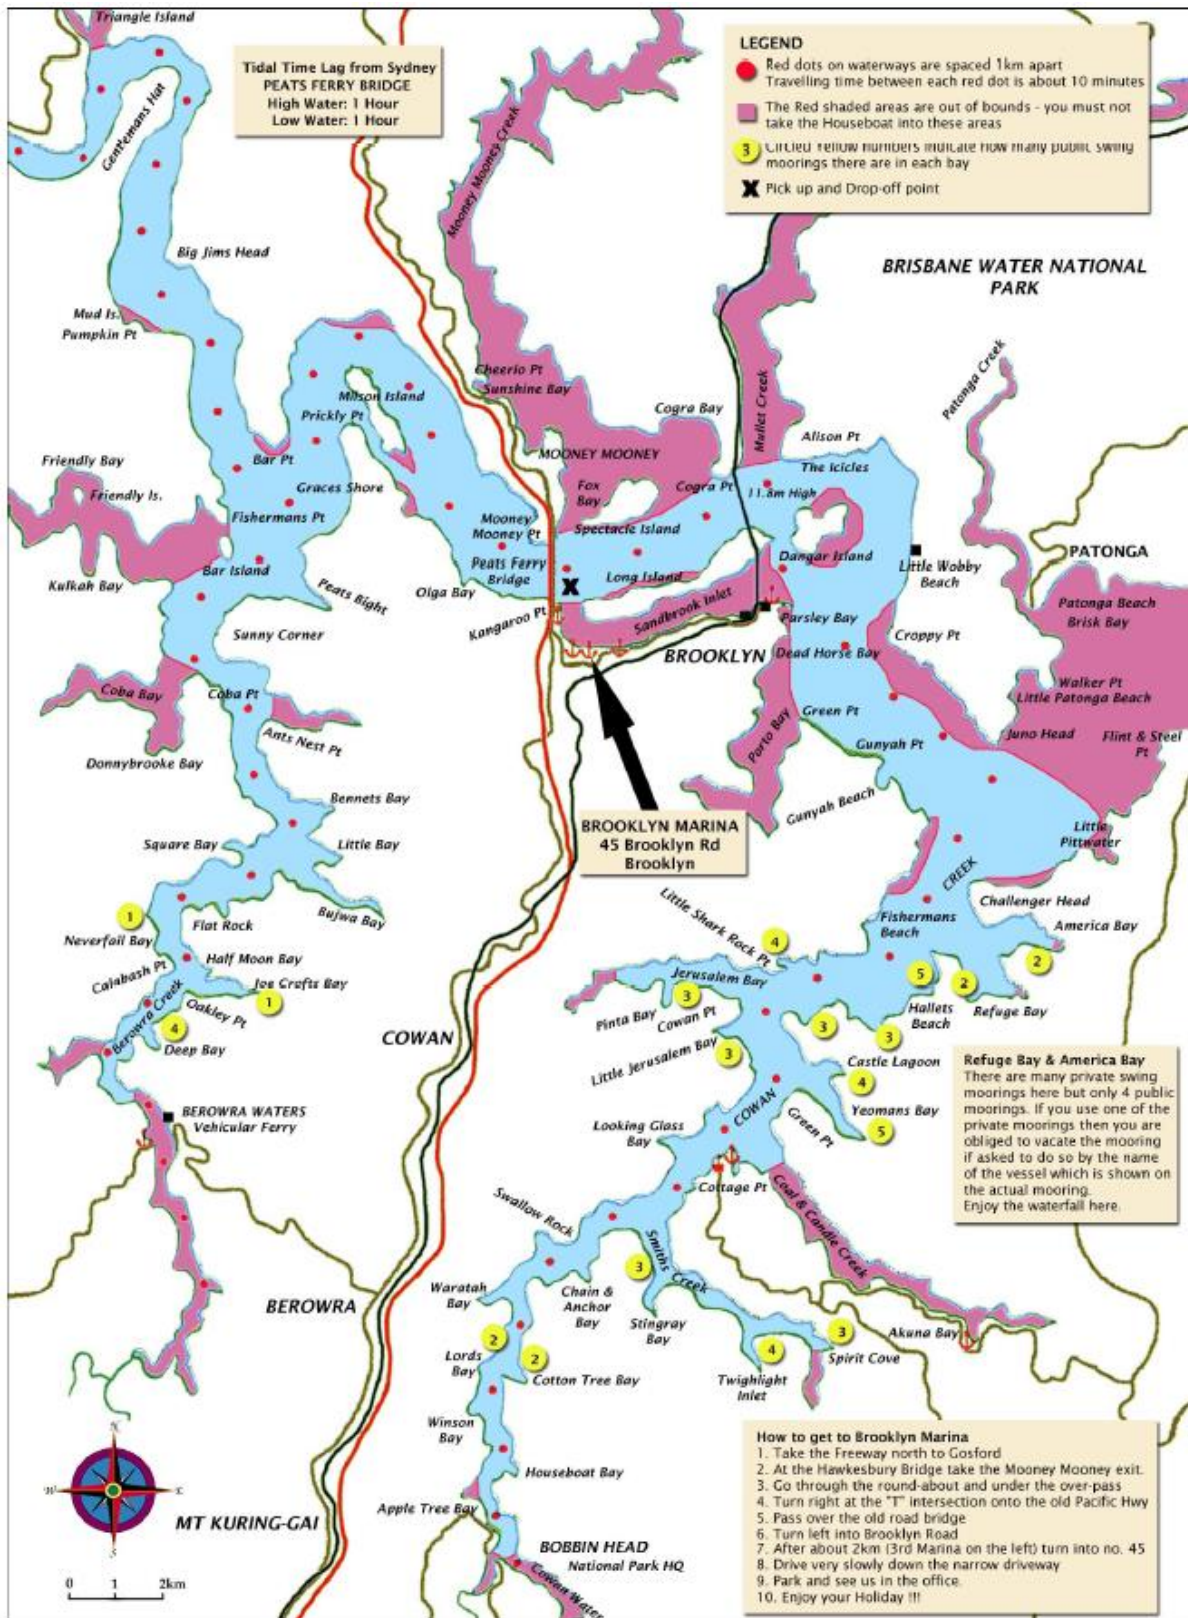 Triangle Island
Gentlemans Hat
Tidal Time Lag from Sydney
PEATS FERRY BRIDGE
High Water: 1 Hour
Low Water: 1 Hour
LEGEND
Red dots on waterways are spaced 1km apart
Travelling time between each red dot is about 10 minutes
The Red shaded areas are out of bounds - you must not
take the Houseboat into these areas
3
Circled Yellow numbers indicate how many public swing
moorings there are in each bay
X Pick up and Drop-off point
Mooney Mooney Creek
Big Jims Head
BRISBANE WATER NATIONAL
PARK
Mud Is.
Pumpkin Pt
Patonga Creek
Cheerio Pt
Sunshine Bay
Milson Island
Prickly Pt
Cogra Bay
Mullet Creek
Alison Pt
Friendly Bay
Bar Pt
MOONEY MOONEY
The Icicles
Friendly Is.
Graces Shore
Fox
Bay
Cogra Pt
11.8m High
Fishermans Pt
Mooney
Mooney Pt
Spectacle Island
Kulkah Bay
Bar Island
Peats Ferry
Bridge
X
Long Island
Dangar Island
Little Wobby
Beach
PATONGA
Peats Bight
Olga Bay
Kangaroo Pt
Sandbrook Inlet
Parsley Bay
Patonga Beach
Brisk Bay
Sunny Corner
BROOKLYN
Dead Horse Bay
Croppy Pt
Coba Bay
Coba Pt
Walker Pt
Little Patonga Beach
Ants Nest Pt
Porto Bay
Green Pt
Gunyah Pt
Juno Head
Flint & Steel
Pt
Donnybrooke Bay
Bennets Bay
Gunyah Beach
BROOKLYN MARINA
45 Brooklyn Rd
Brooklyn
Little
Pittwater
Square Bay
Little Bay
CREEK
Challenger Head
Bujwa Bay
Little Shark Rock Pt
Fishermans
Beach
America Bay
1
Neverfail Bay
Flat Rock
4
Calabash Pt
Half Moon Bay
Jerusalem Bay
5
2
2
Joe Crafts Bay
1
Berowra Creek
Oakley Pt
Pinta Bay
3
Cowan Pt
Hallets
Beach
Refuge Bay
4
Deep Bay
3
3
COWAN
Little Jerusalem Bay
3
Castle Lagoon
4
Refuge Bay & America Bay
There are many private swing
moorings here but only 4 public
moorings. If you use one of the
private moorings then you are
obliged to vacate the mooring
if asked to do so by the name
of the vessel which is shown on
the actual mooring.
Enjoy the waterfall here.
BEROWRA WATERS
Vehicular Ferry
Looking Glass
Bay
COWAN
Green Pt
Yeomans Bay
5
Cottage Pt
Coal & Candle Creek
Swallow Rock
Smiths
Creek
3
Waratah
Bay
Chain &
Anchor
Bay
Stingray
Bay
BEROWRA
2
Lords
Bay
2
Cotton Tree Bay
4
Twighlight
Inlet
3
Spirit Cove
Akuna Bay
Winson
Bay
Houseboat Bay
Apple Tree Bay
N
W
E
S
MT KURING-GAI
BOBBIN HEAD
National Park HQ
Cowan Water
0 1 2km
How to get to Brooklyn Marina
1. Take the Freeway north to Gosford
2. At the Hawkesbury Bridge take the Mooney Mooney exit.
3. Go through the round-about and under the over-pass
4. Turn right at the "T" intersection onto the old Pacific Hwy
5. Pass over the old road bridge
6. Turn left into Brooklyn Road
7. After about 2km (3rd Marina on the left) turn into no. 45
8. Drive very slowly down the narrow driveway
9. Park and see us in the office.
10. Enjoy your Holiday !!!